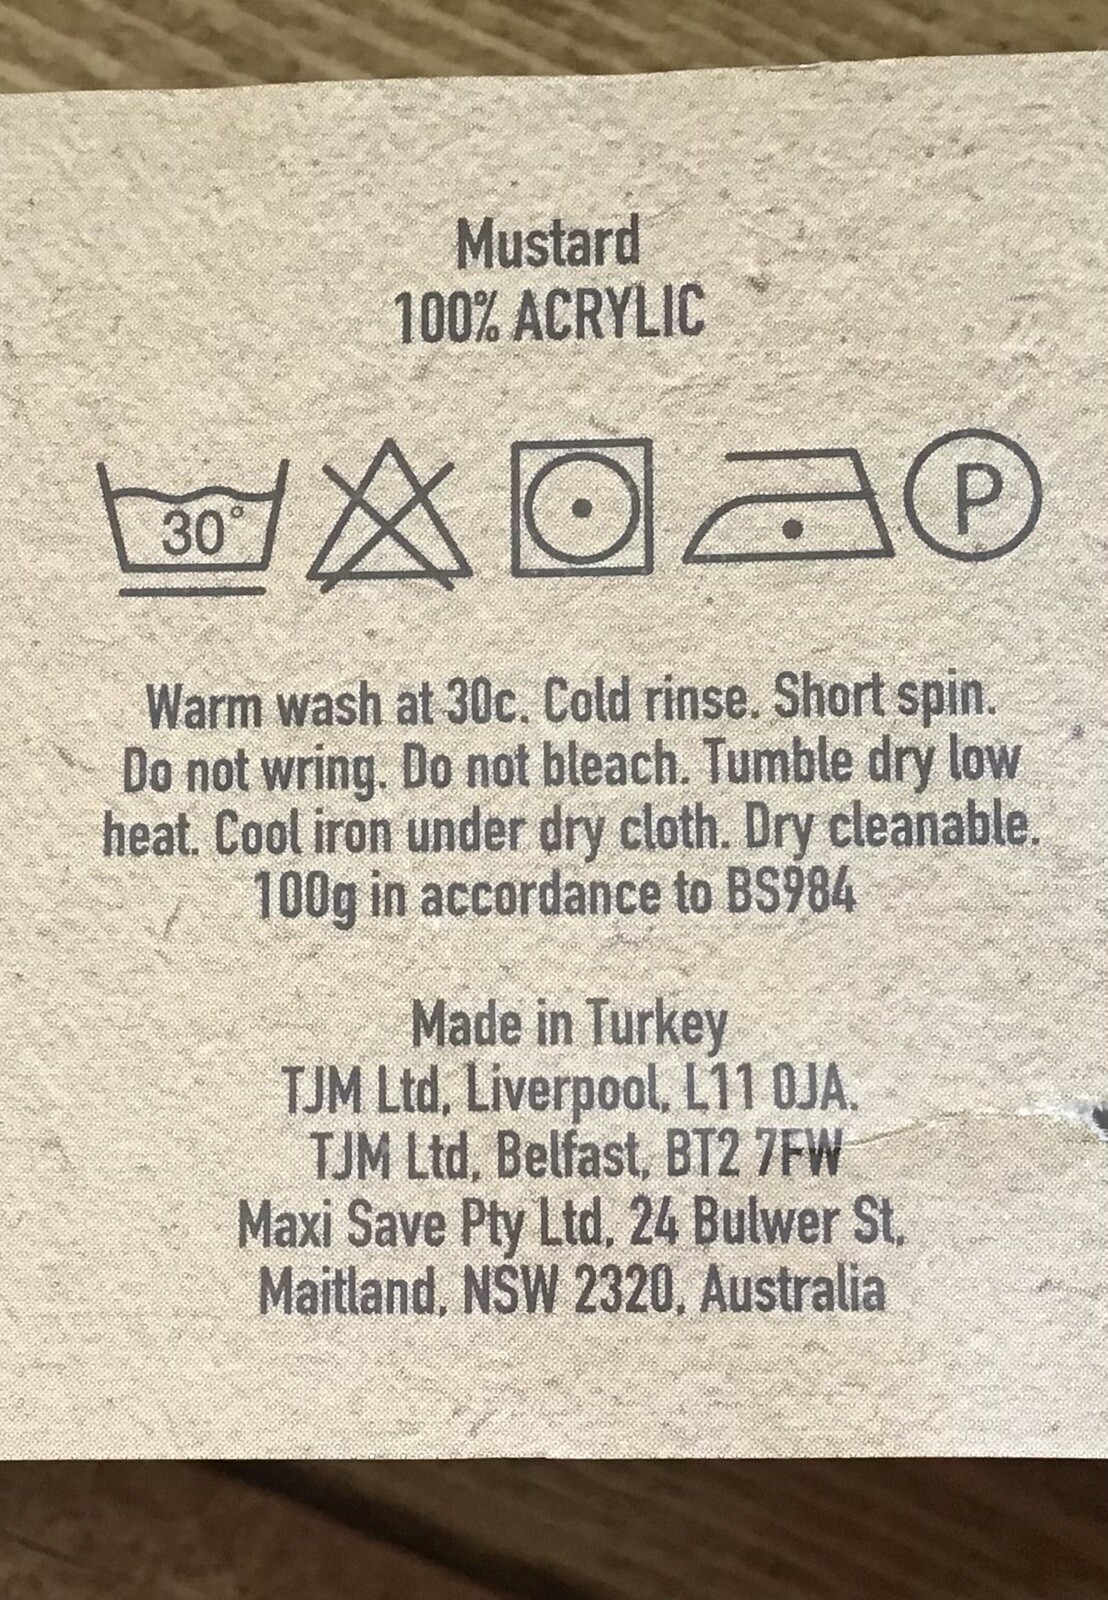 Mustard
100% ACRYLIC
30°
P
Warm wash at 30c. Cold rinse. Short spin.
Do not wring. Do not bleach. Tumble dry low
heat. Cool iron under dry cloth. Dry cleanable.
100g in accordance to BS984
Made in Turkey
TJM Ltd, Liverpool, L11 0JA.
TJM Ltd, Belfast, BT2 7FW
Maxi Save Pty Ltd, 24 Bulwer St,
Maitland, NSW 2320, Australia